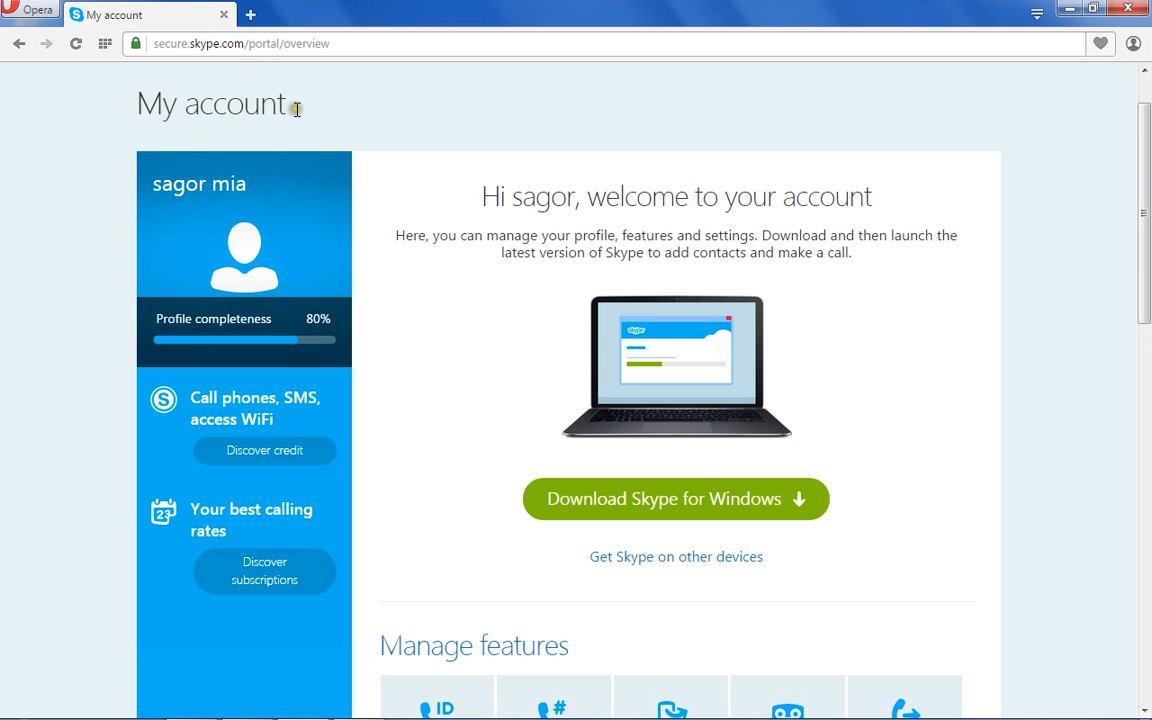 Opera
My account
secure.skype.com/portal/overview
My account
sagor mia
Profile completeness 80%
Call phones, SMS,
access WiFi
Discover credit
23
Your best calling
rates
Discover
subscriptions
Hi sagor, welcome to your account
Here, you can manage your profile, features and settings. Download and then launch the
latest version of Skype to add contacts and make a call.
skype
Download Skype for Windows
Get Skype on other devices
Manage features
ID
#